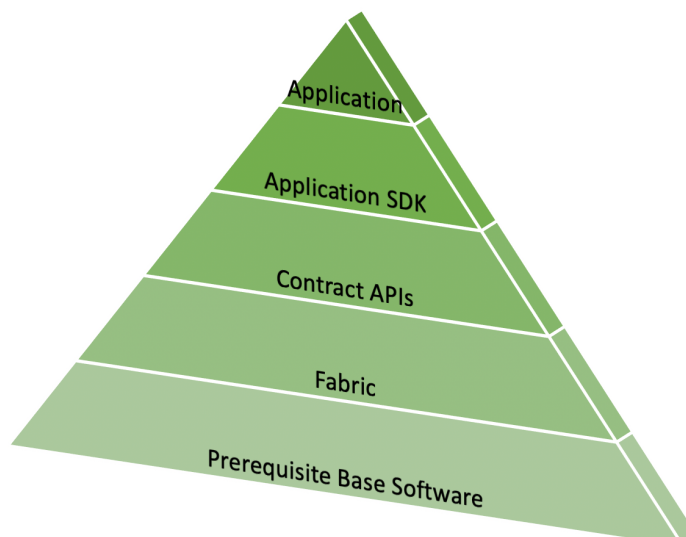 Application
Application SDK
Contract APIs
Fabric
Prerequisite Base Software